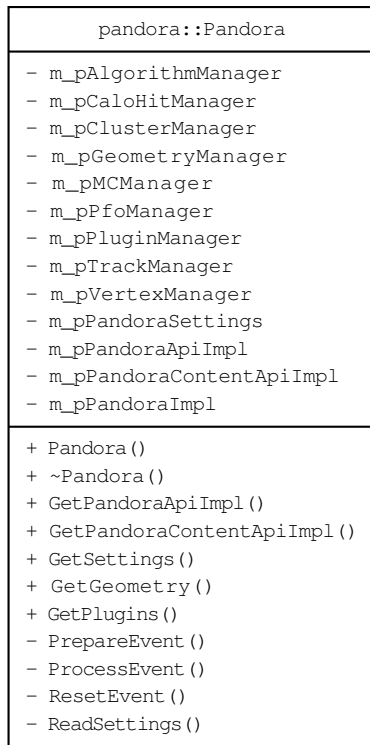 pandora::Pandora
- m_pAlgorithmManager
- m_pCaloHitManager
- m_pClusterManager
- m_pGeometryManager
- m_pMCManager
- m_pPfoManager
- m_pPluginManager
- m_pTrackManager
- m_pVertexManager
- m_pPandoraSettings
- m_pPandoraApiImpl
- m_pPandoraContentApiImpl
- m_pPandoraImpl
+ Pandora()
+ ~Pandora()
+ GetPandoraApiImpl()
+ GetPandoraContentApiImpl()
+ GetSettings()
+ GetGeometry()
+ GetPlugins()
- PrepareEvent()
- ProcessEvent()
- ResetEvent()
- ReadSettings()